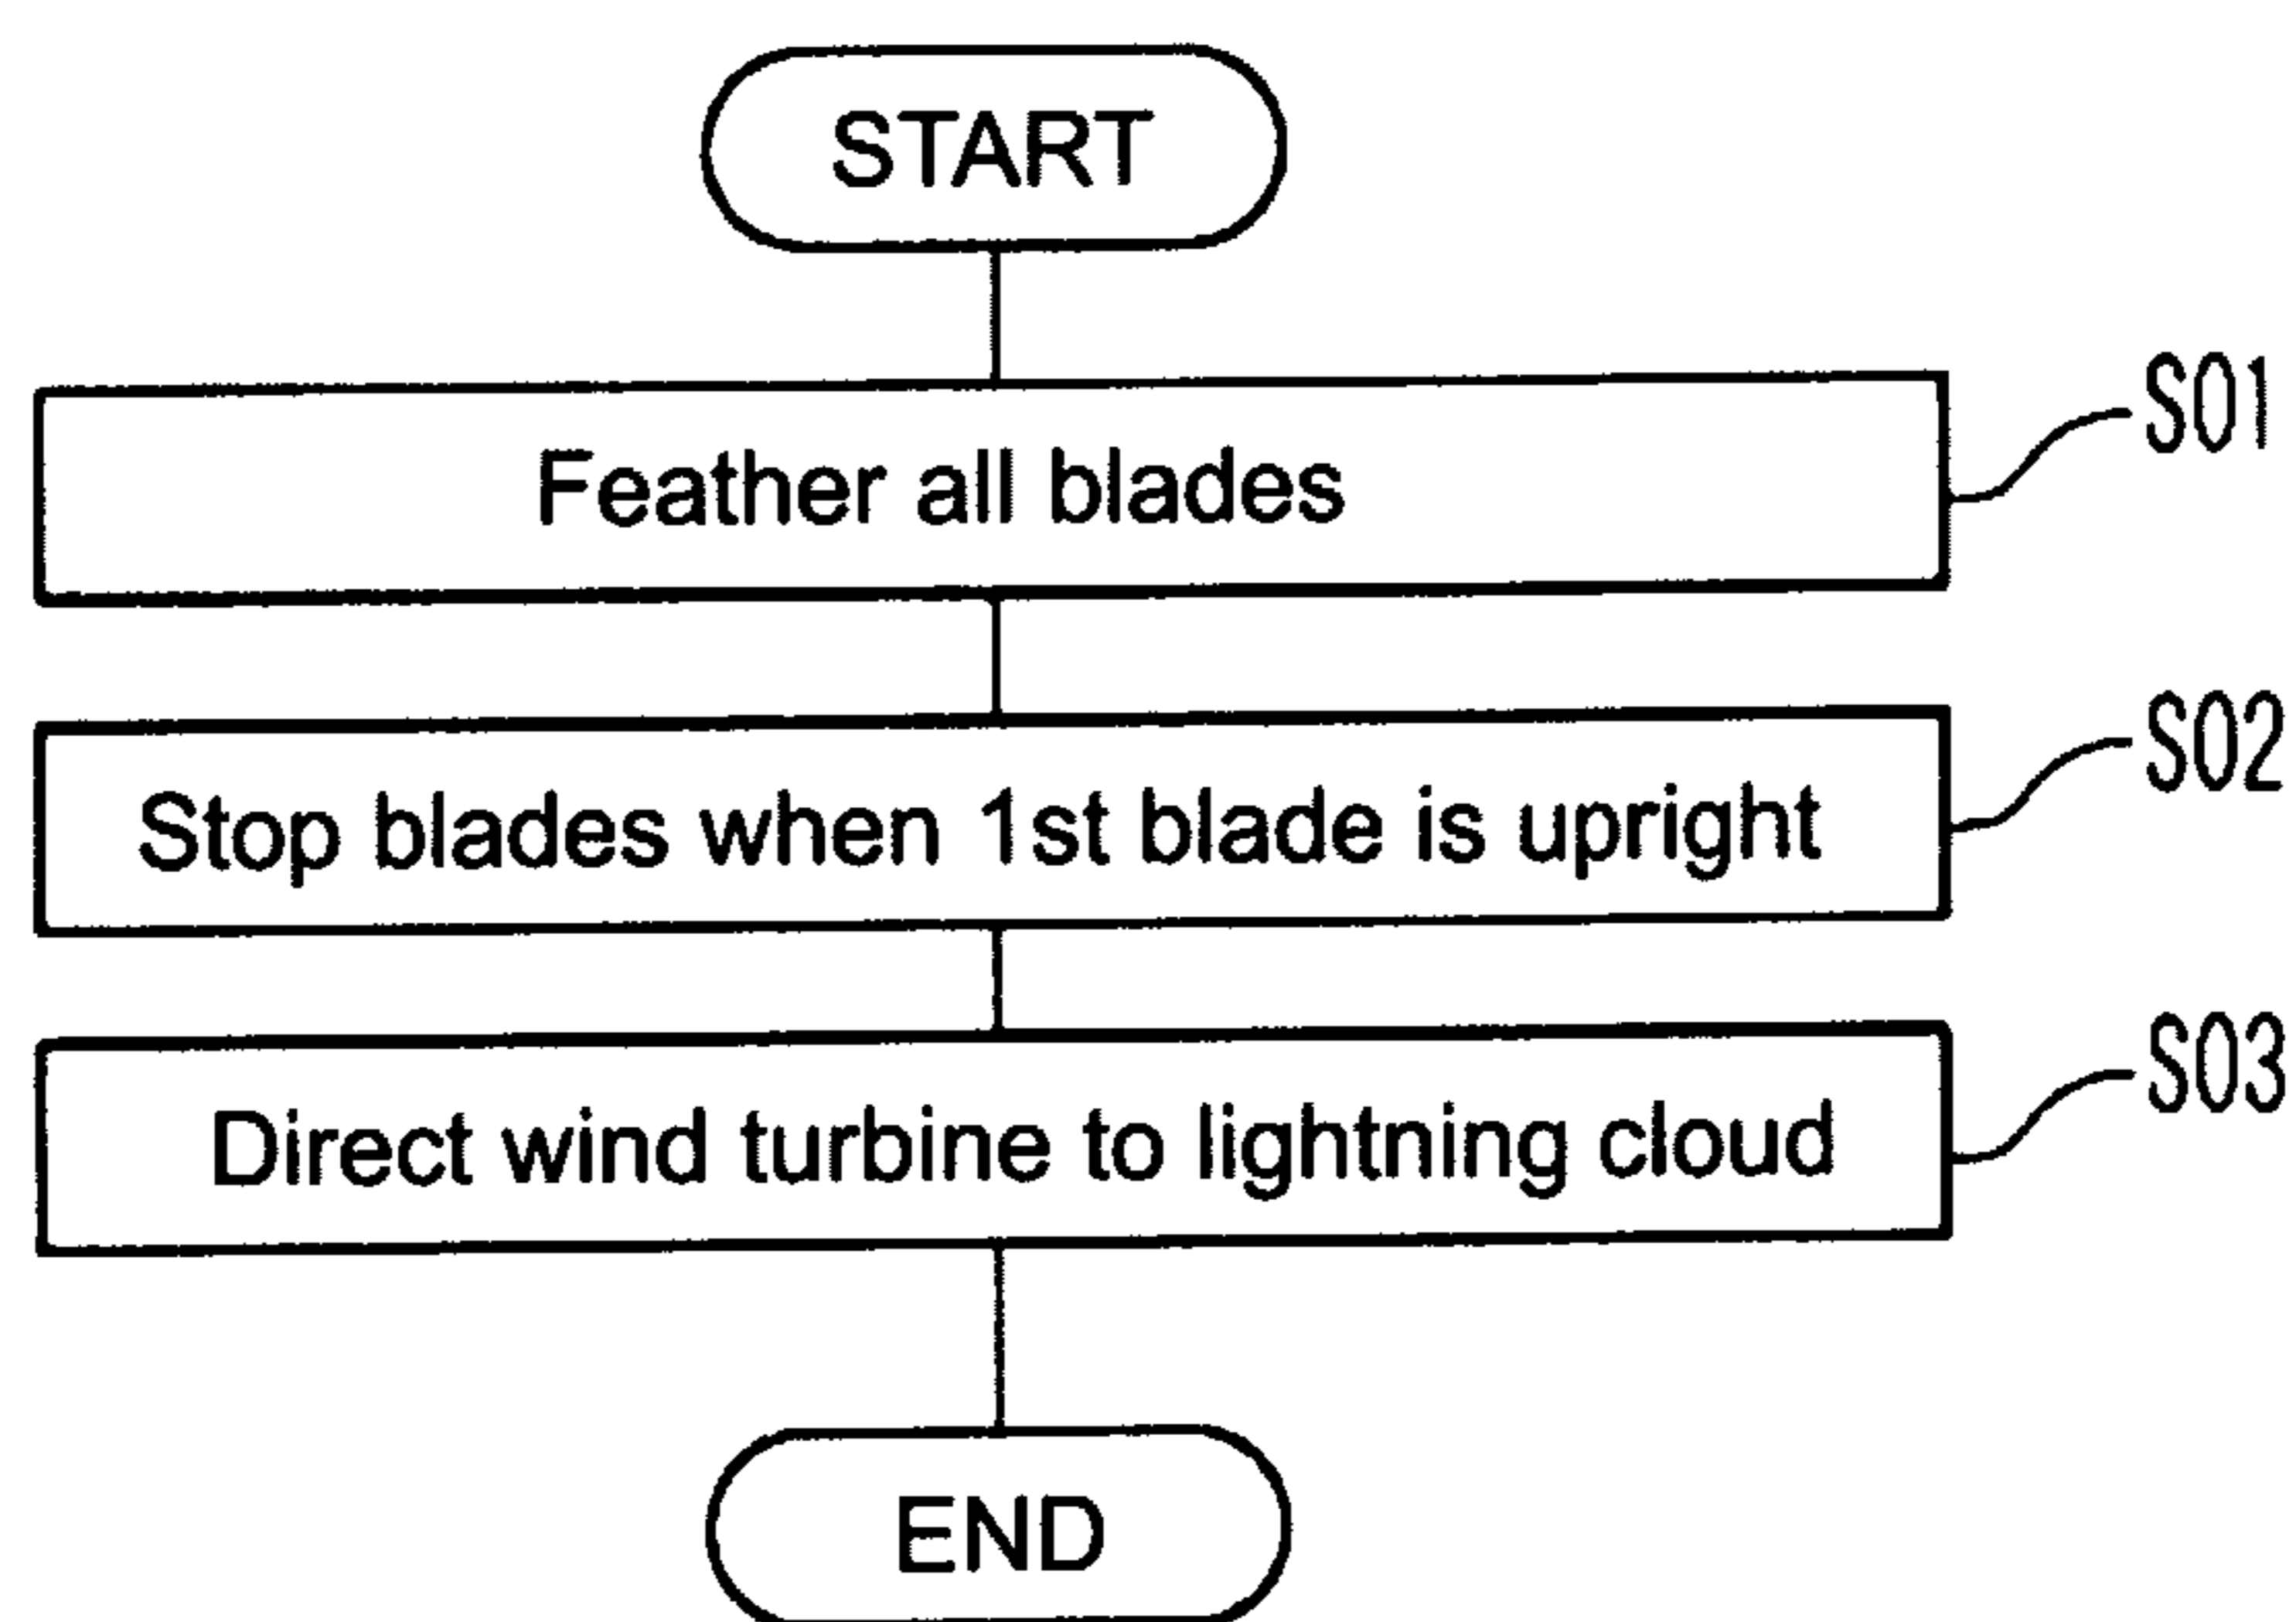 START
Feather all blades
S01
Stop blades when 1st blade is upright
S02
Direct wind turbine to lightning cloud
S03
END